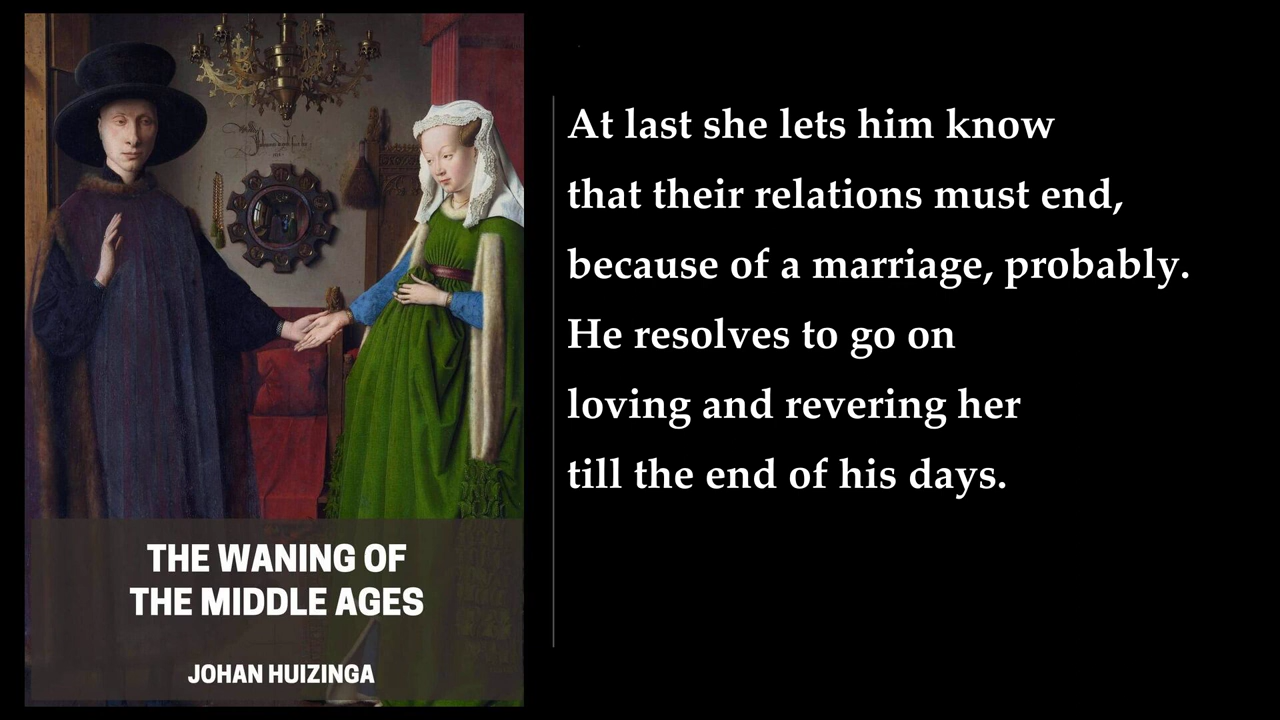 THE WANING OF
THE MIDDLE AGES
JOHAN HUIZINGA
At last she lets him know
that their relations must end,
because of a marriage, probably.
He resolves to go on
loving and revering her
till the end of his days.